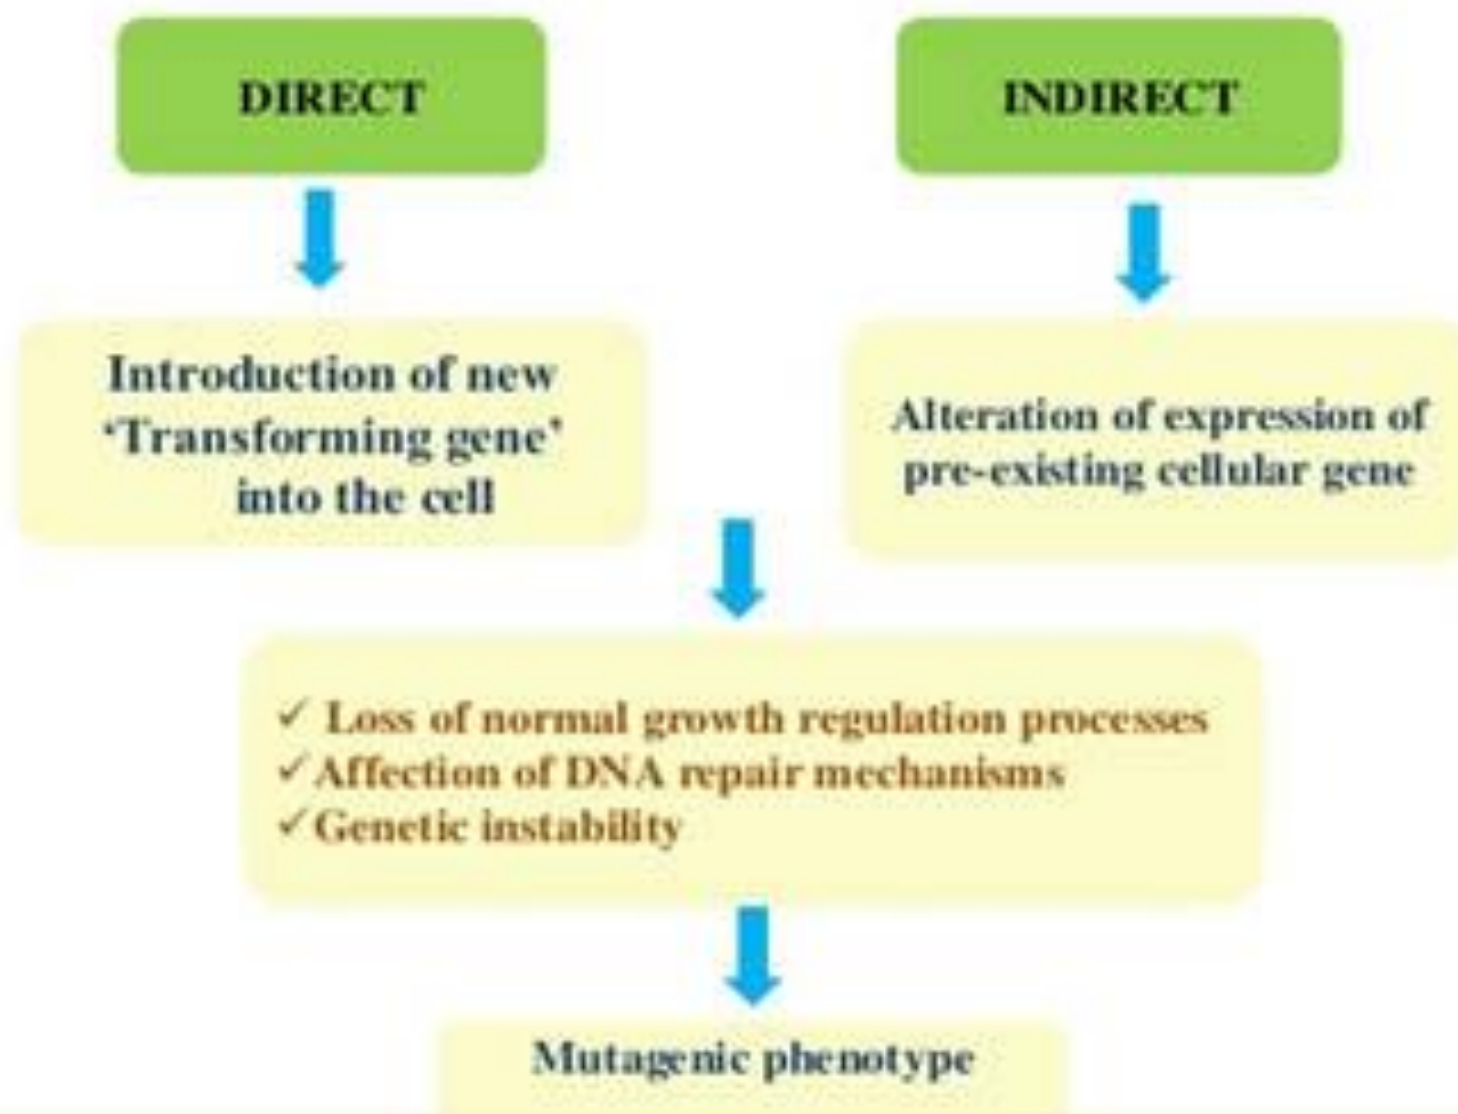 DIRECT
INDIRECT
Introduction of new
‘Transforming gene’
into the cell
Alteration of expression of
pre-existing cellular gene
✓ Loss of normal growth regulation processes
✓ Affection of DNA repair mechanisms
✓ Genetic instability
Mutagenic phenotype